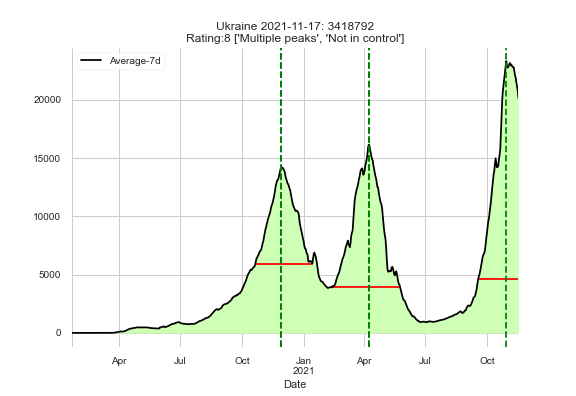 Ukraine 2021-11-17: 3418792
Rating:8 ['Multiple peaks', 'Not in control']
Average-7d
20000
15000
10000
5000
0
Apr Jul Oct Jan Apr Jul Oct
2021
Date